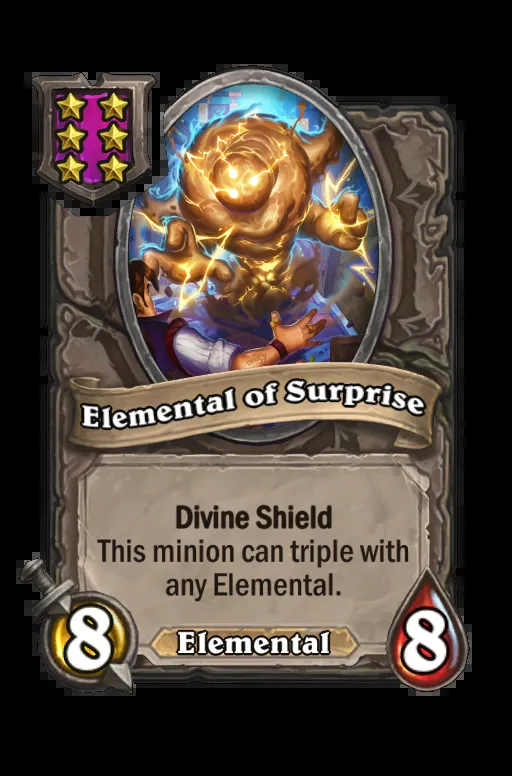 Elemental of Surprise
Divine Shield
This minion can triple with
any Elemental.
8
Elemental
8